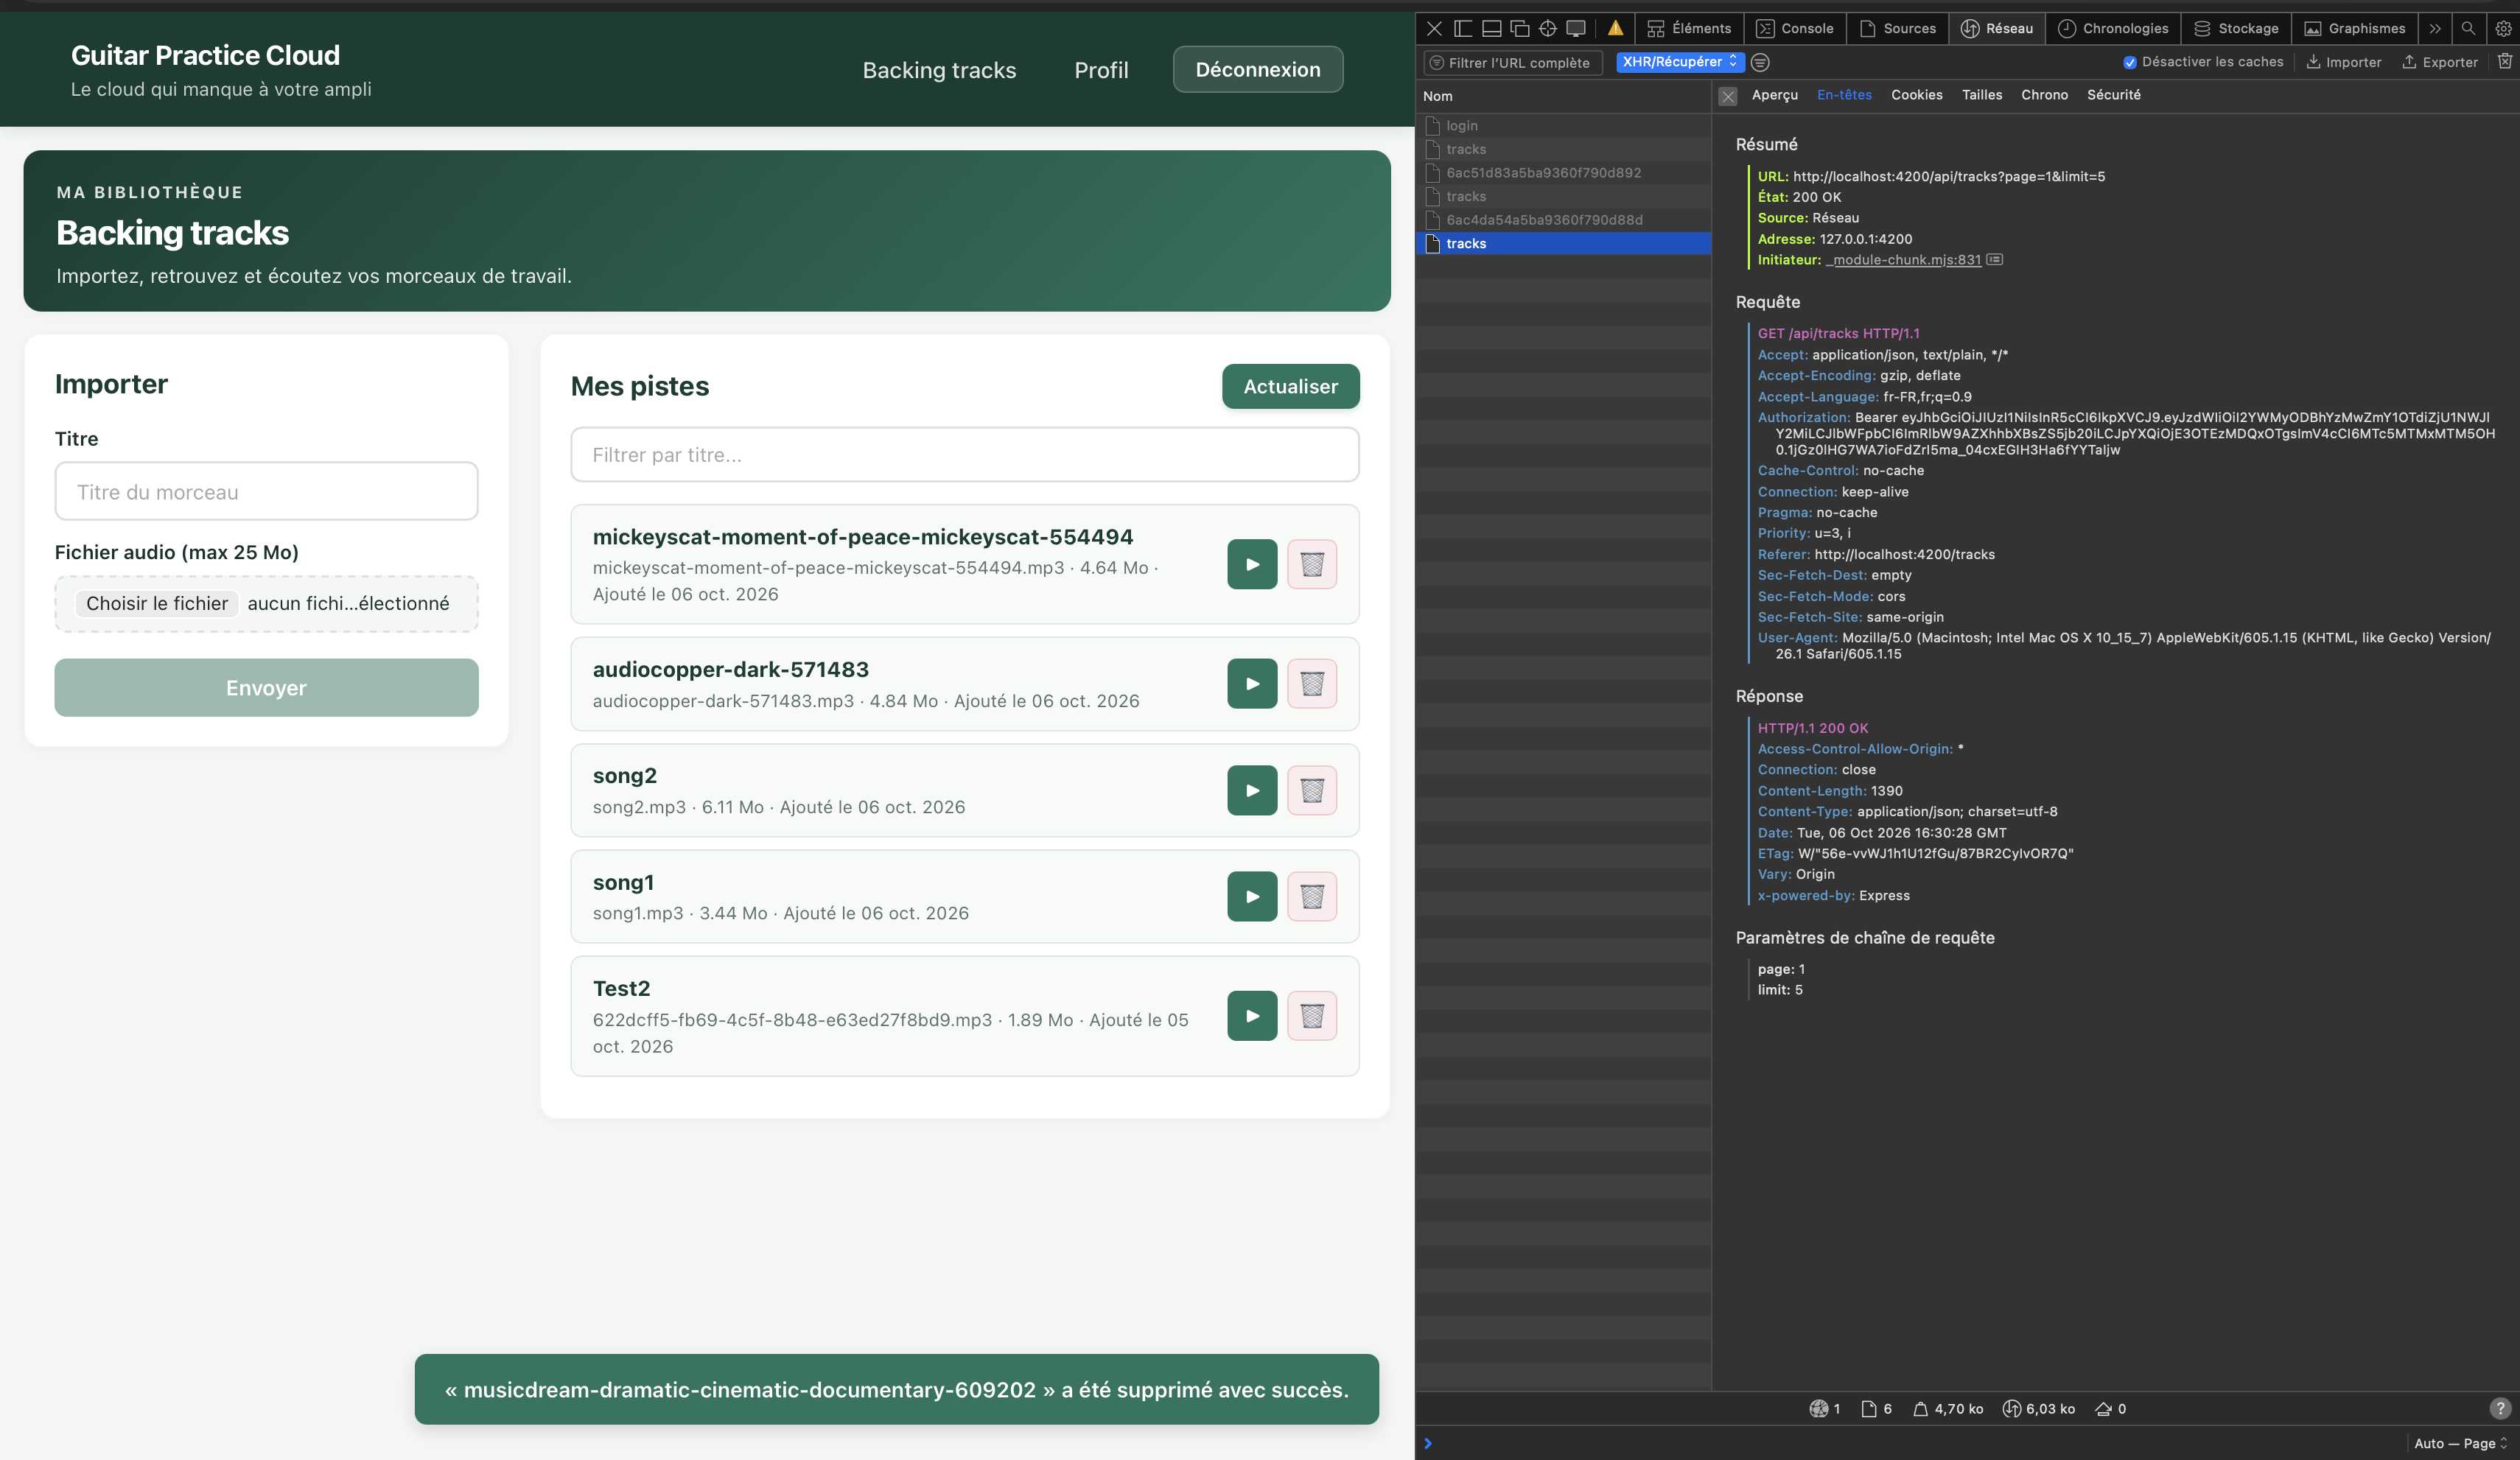 Guitar Practice Cloud
Le cloud qui manque à votre ampli
Backing tracks
Profil
Déconnexion
MA BIBLIOTHÈQUE
Backing tracks
Importez, retrouvez et écoutez vos morceaux de travail.
Importer
Titre
Titre du morceau
Fichier audio (max 25 Mo)
Choisir le fichier aucun fichi...électionné
Envoyer
Mes pistes
Actualiser
Filtrer par titre...
mickeyscat-moment-of-peace-mickeyscat-554494
mickeyscat-moment-of-peace-mickeyscat-554494.mp3 · 4.64 Mo ·
Ajouté le 06 oct. 2026
audiocopper-dark-571483
audiocopper-dark-571483.mp3 · 4.84 Mo · Ajouté le 06 oct. 2026
song2
song2.mp3 · 6.11 Mo · Ajouté le 06 oct. 2026
song1
song1.mp3 · 3.44 Mo · Ajouté le 06 oct. 2026
Test2
622dcff5-fb69-4c5f-8b48-e63ed27f8bd9.mp3 · 1.89 Mo · Ajouté le 05
oct. 2026
« musicdream-dramatic-cinematic-documentary-609202 » a été supprimé avec succès.
Éléments
Console
Sources
Réseau
Chronologies
Stockage
Graphismes
Filtrer l'URL complète
XHR/Récupérer
Désactiver les caches
Importer
Exporter
Nom
login
tracks
6ac51d83a5ba9360f790d892
tracks
6ac4da54a5ba9360f790d88d
tracks
Aperçu
En-têtes
Cookies
Tailles
Chrono
Sécurité
Résumé
URL: http://localhost:4200/api/tracks?page=1&limit=5
État: 200 OK
Source: Réseau
Adresse: 127.0.0.1:4200
Initiateur: _module-chunk.mjs:831
Requête
GET /api/tracks HTTP/1.1
Accept: application/json, text/plain, */*
Accept-Encoding: gzip, deflate
Accept-Language: fr-FR,fr;q=0.9
Authorization: Bearer
Cache-Control: no-cache
Connection: keep-alive
Pragma: no-cache
Priority: u=3, i
Referer: http://localhost:4200/tracks
Sec-Fetch-Dest: empty
Sec-Fetch-Mode: cors
Sec-Fetch-Site: same-origin
User-Agent: Mozilla/5.0 (Macintosh; Intel Mac OS X 10_15_7) AppleWebKit/605.1.15 (KHTML, like Gecko) Version/
26.1 Safari/605.1.15
Réponse
HTTP/1.1 200 OK
Access-Control-Allow-Origin: *
Connection: close
Content-Length: 1390
Content-Type: application/json; charset=utf-8
Date: Tue, 06 Oct 2026 16:30:28 GMT
ETag:
Vary: Origin
x-powered-by: Express
Paramètres de chaîne de requête
page: 1
limit: 5
1
6
4,70 ko
6,03 ko
0
?
Auto — Page